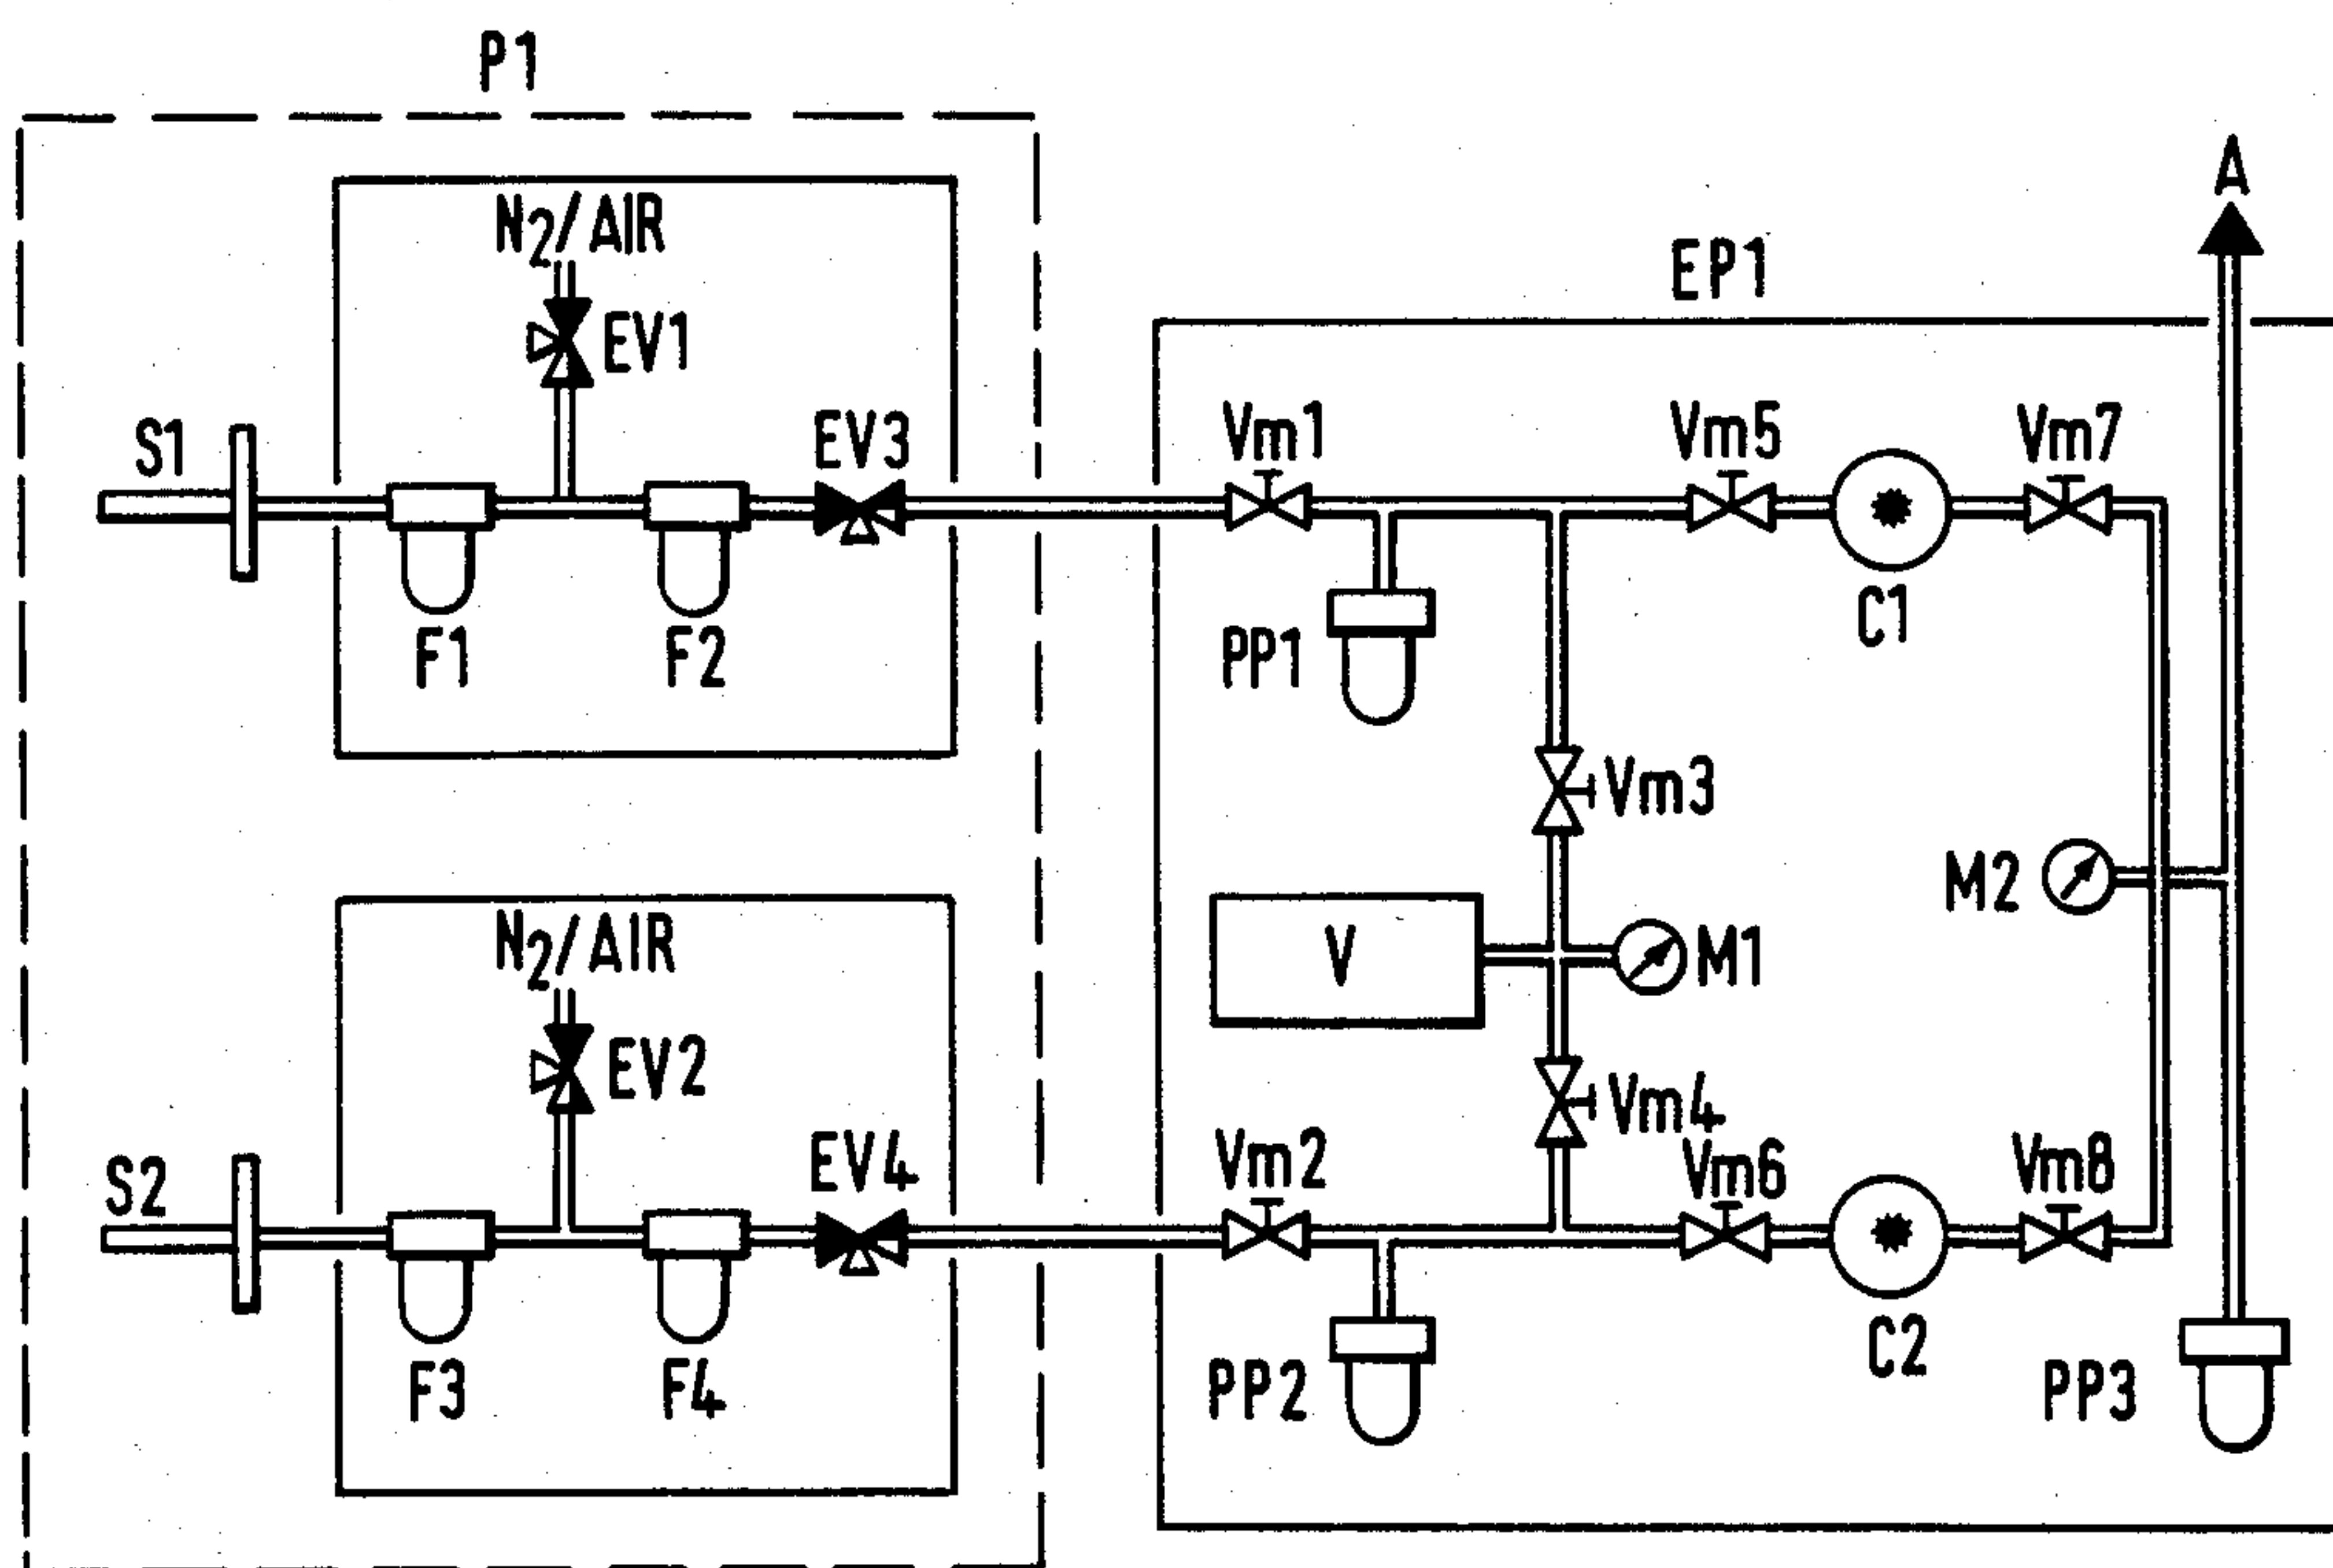 P1
A
N2/AIR
EP1
EV1
S1
EV3
Vm1
Vm5
Vm7
F1
F2
PP1
C1
Vm3
M2
N2/AIR
V
M1
EV2
Vm4
S2
EV4
Vm2
Vm6
Vm8
F3
F4
PP2
C2
PP3